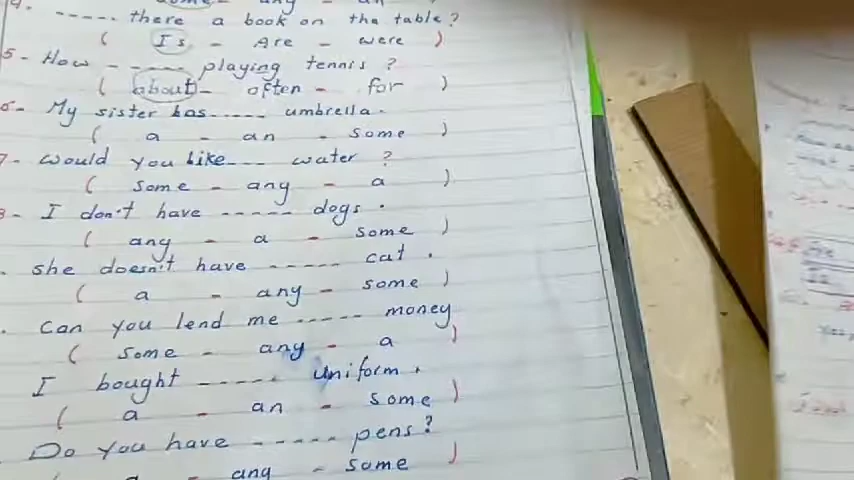 4. ----- there a book on the table?
( Is - Are - were )
5- How ----- playing tennis ?
( about - often - for )
6- My sister has ----- umbrella.
( a - an - some )
7- would you like ---- water ?
( some - any - a )
8- I don't have ----- dogs.
( any - a - some )
. she doesn't have ----- cat .
( a - any - some )
. can you lend me ----- money
( some - any - a )
I bought ----- uniform.
( a - an - some )
Do you have ----- pens?
( a - any - some )